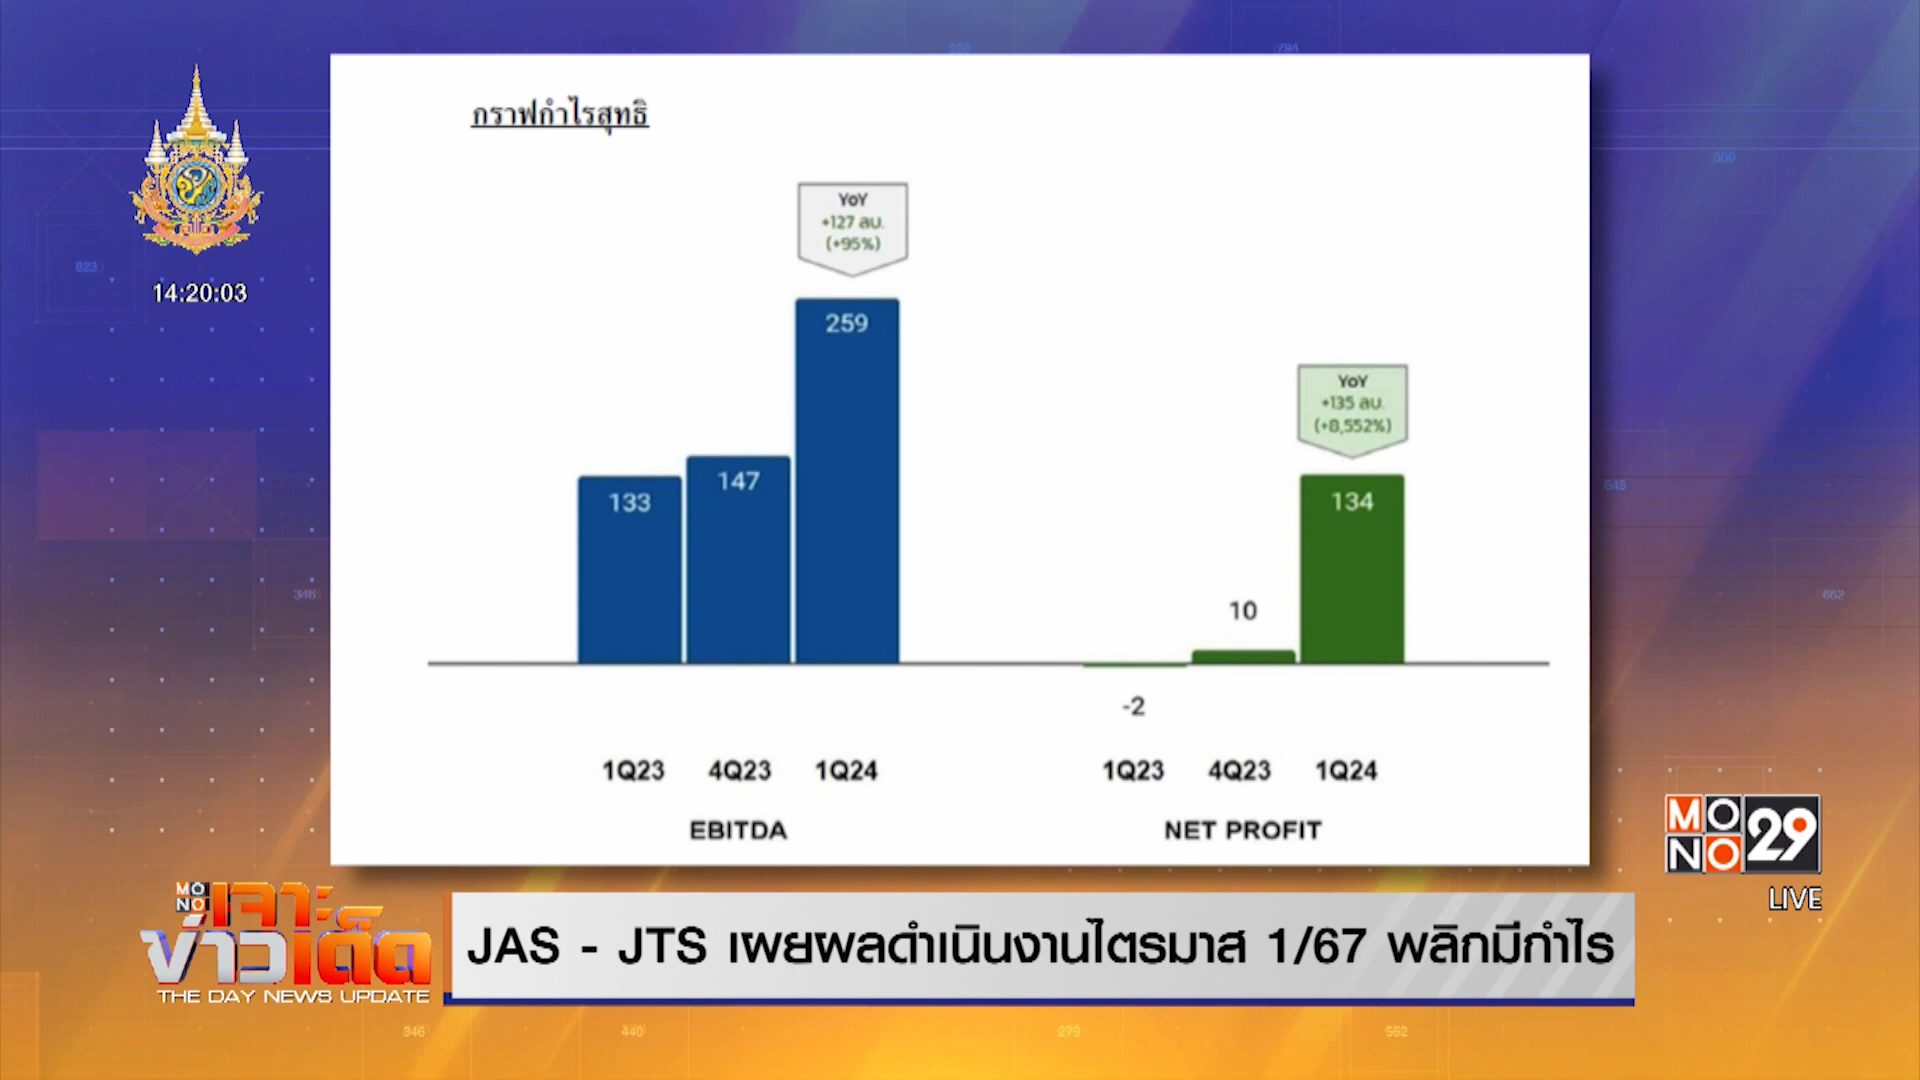 กราฟกำไรสุทธิ
14:20:03
YoY
+127 ลบ.
(+95%)
259
133
147
YoY
+135 ลบ.
(+8,552%)
134
10
-2
1Q23 4Q23 1Q24 1Q23 4Q23 1Q24
EBITDA NET PROFIT
MONO 29
LIVE
MONO เจาะ
ข่าวเด็ด
THE DAY NEWS UPDATE
JAS - JTS เผยผลดำเนินงานไตรมาส 1/67 พลิกมีกำไร